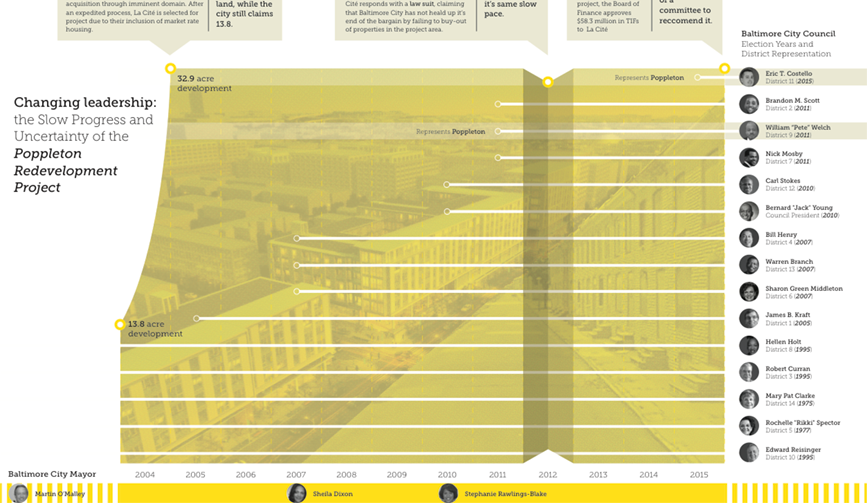 acquisition through imminent domain. After
an expedited process, La Cité is selected for
project due to their inclusion of market rate
housing.
land, while the
city still claims
13.8.
Cité responds with a law suit, claiming
that Baltimore City has not heald up it's
end of the bargain by failing to buy-out
of properties in the project area.
it's same slow
pace.
project, the Board of
Finance approves
$58.3 million in TIFs
to La Cité
committee to
reccomend it.
Baltimore City Council
Election Years and
District Representation
32.9 acre
development
Changing leadership:
the Slow Progress and
Uncertainty of the
Poppleton
Redevelopment
Project
13.8 acre
development
Represents Poppleton
Represents Poppleton
Eric T. Costello
District 11 (2015)
Brandon M. Scott
District 2 (2011)
William "Pete" Welch
District 9 (2011)
Nick Mosby
District 7 (2011)
Carl Stokes
District 12 (2010)
Bernard "Jack" Young
Council President (2010)
Bill Henry
District 4 (2007)
Warren Branch
District 13 (2007)
Sharon Green Middleton
District 6 (2007)
James B. Kraft
District 1 (2005)
Hellen Holt
District 8 (1995)
Robert Curran
District 3 (1995)
Mary Pat Clarke
District 14 (1975)
Rochelle "Rikki" Spector
District 5 (1977)
Edward Reisinger
District 10 (1995)
Baltimore City Mayor
2004 2005 2006 2007 2008 2009 2010 2011 2012 2013 2014 2015
Martin O'Malley
Sheila Dixon
Stephanie Rawlings-Blake